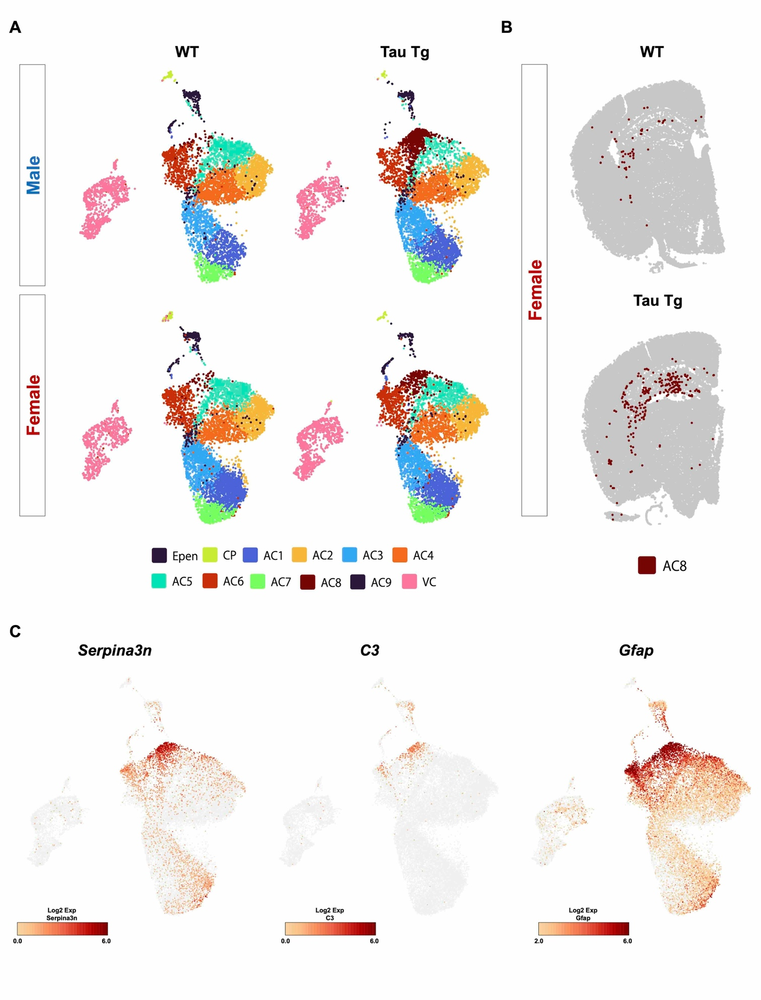 A
B
WT
Tau Tg
WT
Male
Female
Female
Tau Tg
Epen CP AC1 AC2 AC3 AC4
AC5 AC6 AC7 AC8 AC9 VC
AC8
C
Serpina3n
C3
Gfap
Log2 Exp
Serpina3n
0.0 6.0
Log2 Exp
C3
0.0 6.0
Log2 Exp
Gfap
2.0 6.0